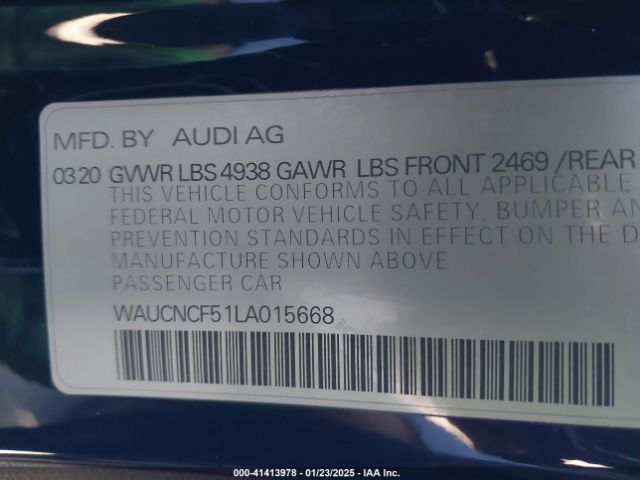 MFD. BY AUDI AG
0320 GVWR LBS 4938 GAWR LBS FRONT 2469 /REAR
THIS VEHICLE CONFORMS TO ALL APPLICABLE
FEDERAL MOTOR VEHICLE SAFETY, BUMPER AN
PREVENTION STANDARDS IN EFFECT ON THE D
MANUFACTURE SHOWN ABOVE
PASSENGER CAR
WAUCNCF51LA015668
000-41413978 - 01/23/2025 - IAA Inc.